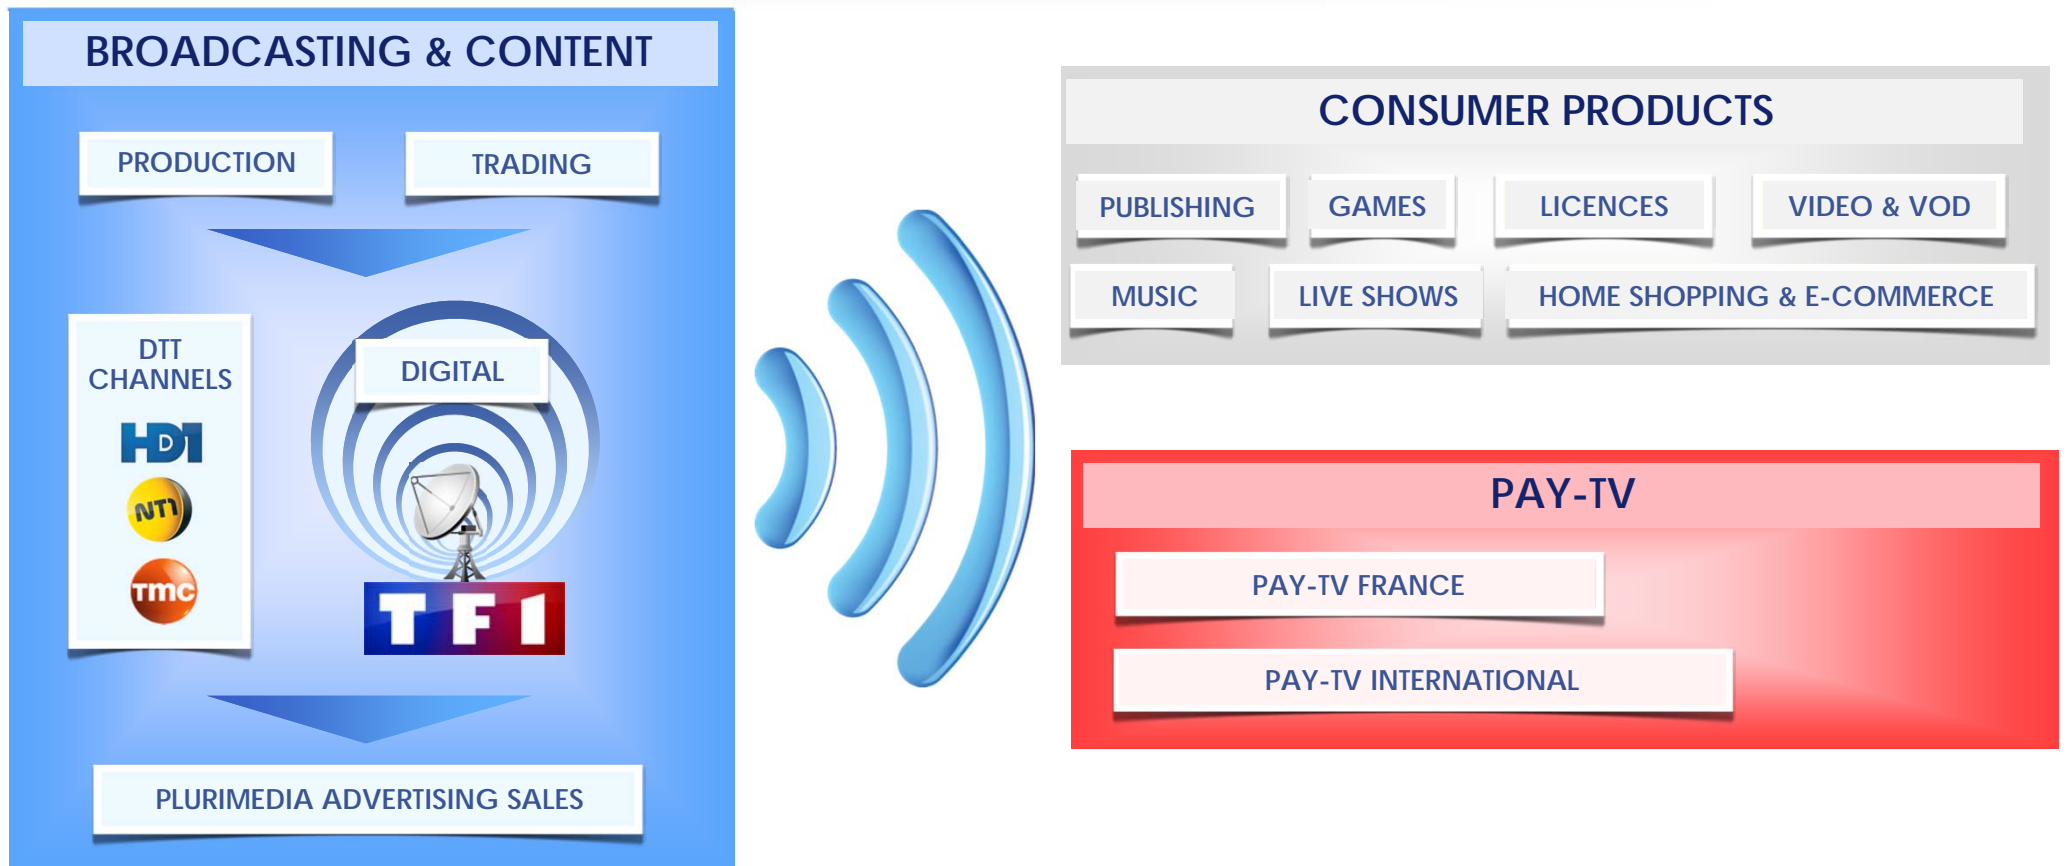 BROADCASTING & CONTENT
PRODUCTION
TRADING
DTT
CHANNELS
HD1
NT1
TMC
DIGITAL
TF1
PLURIMEDIA ADVERTISING SALES
CONSUMER PRODUCTS
PUBLISHING
GAMES
LICENCES
VIDEO & VOD
MUSIC
LIVE SHOWS
HOME SHOPPING & E-COMMERCE
PAY-TV
PAY-TV FRANCE
PAY-TV INTERNATIONAL